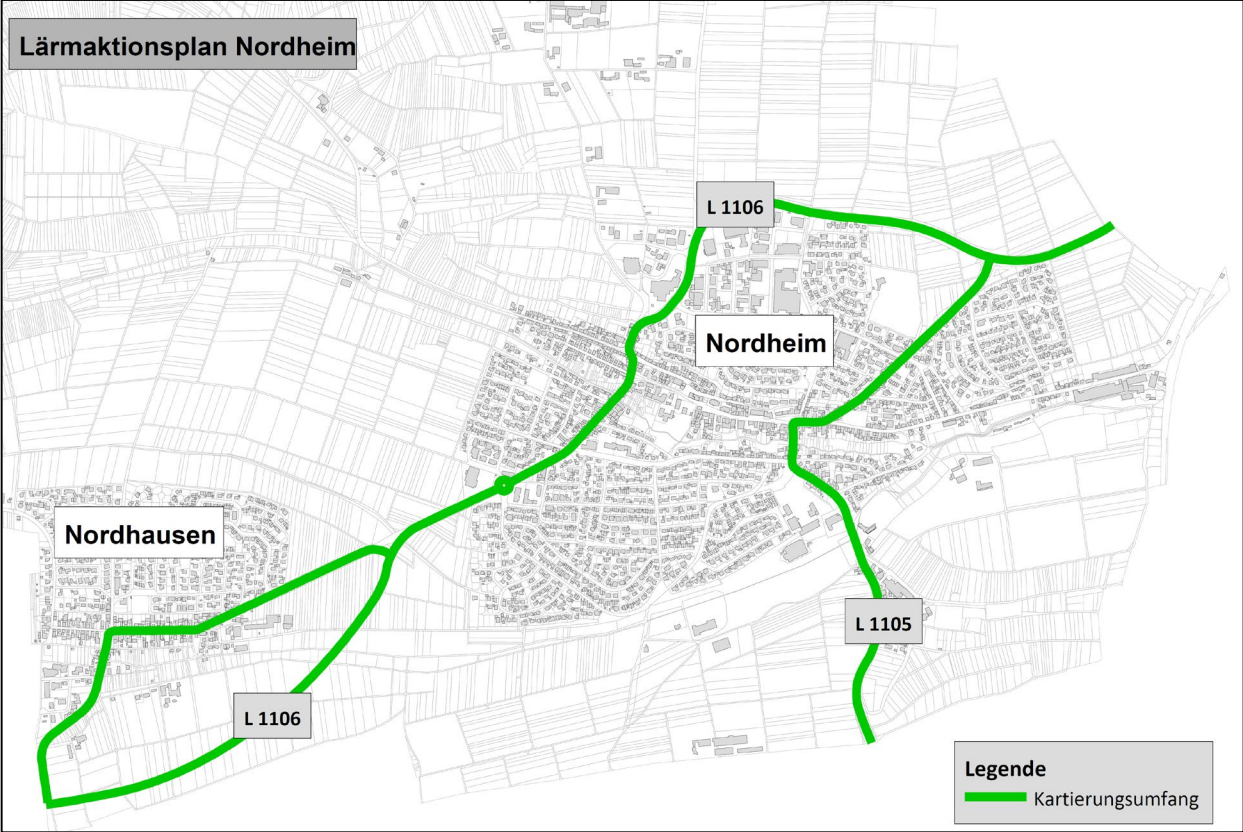 Lärmaktionsplan Nordheim
L 1106
Nordheim
Nordhausen
L 1105
L 1106
Legende
Kartierungsumfang